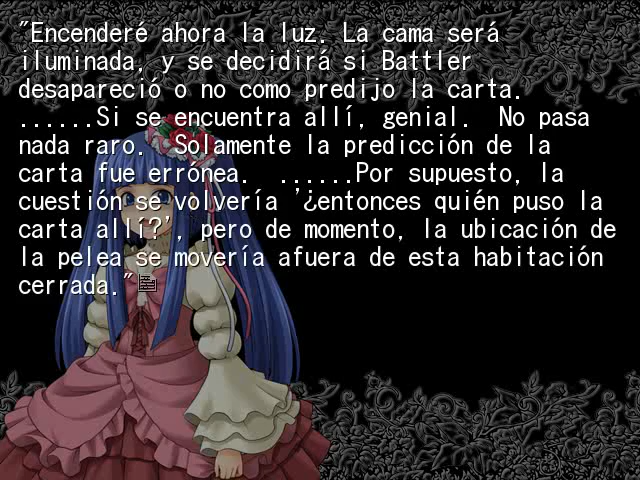 "Encenderé ahora la luz. La cama será
iluminada, y se decidirá si Battler
desapareció o no como predijo la carta.
......Si se encuentra allí, genial.  No pasa
nada raro.  Solamente la predicción de la
carta fue errónea.  ......Por supuesto, la
cuestión se volvería '¿entonces quién puso la
carta allí?', pero de momento, la ubicación de
la pelea se movería afuera de esta habitación
cerrada."